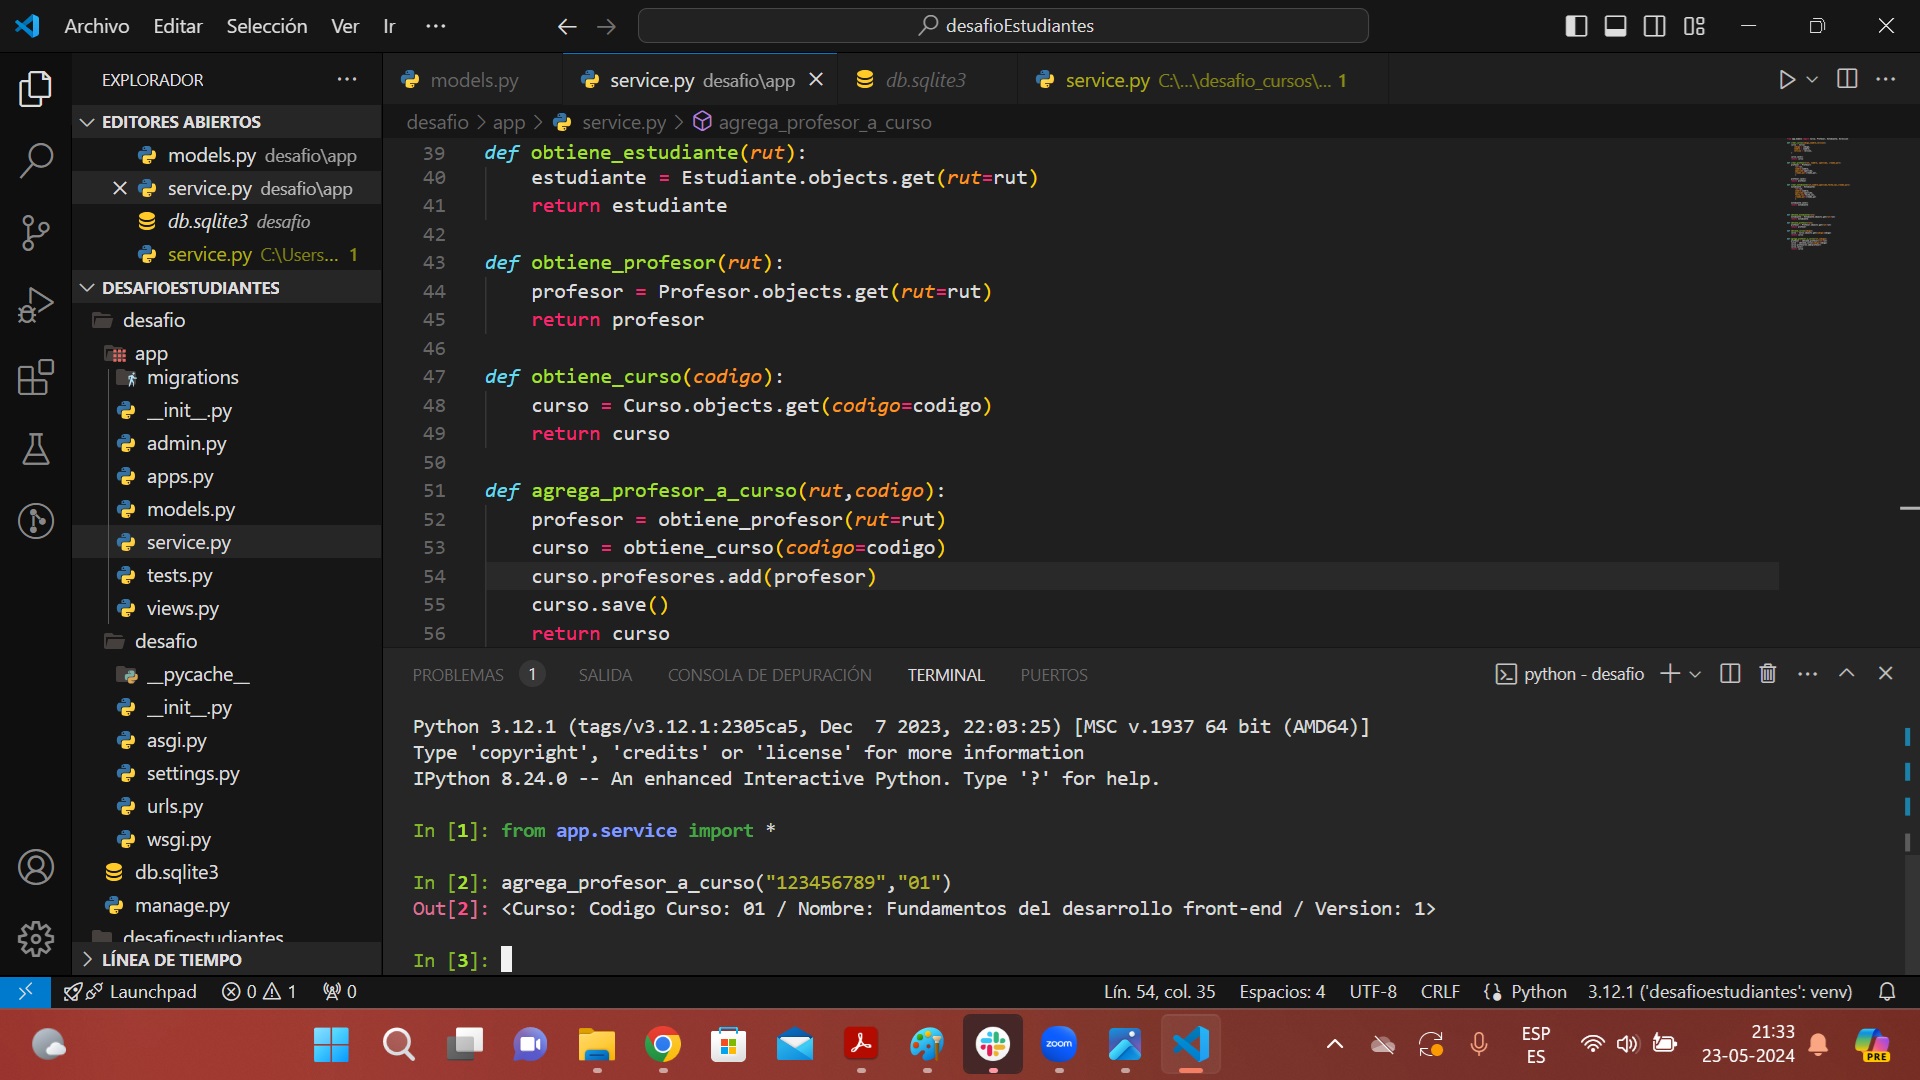 Archivo Editar Selección Ver Ir ... desafioEstudiantes
EXPLORADOR
EDITORES ABIERTOS
models.py desafio\app
service.py desafio\app
db.sqlite3 desafio
service.py C:\Users... 1
DESAFIOESTUDIANTES
desafio
app
migrations
__init__.py
admin.py
apps.py
models.py
service.py
tests.py
views.py
desafio
__pycache__
__init__.py
asgi.py
settings.py
urls.py
wsgi.py
db.sqlite3
manage.py
desafioestudiantes
LÍNEA DE TIEMPO
models.py service.py desafio\app db.sqlite3 service.py C:\...\desafio_cursos\... 1
desafio > app > service.py > agrega_profesor_a_curso
39 def obtiene_estudiante(rut):
40 estudiante = Estudiante.objects.get(rut=rut)
41 return estudiante
42
43 def obtiene_profesor(rut):
44 profesor = Profesor.objects.get(rut=rut)
45 return profesor
46
47 def obtiene_curso(codigo):
48 curso = Curso.objects.get(codigo=codigo)
49 return curso
50
51 def agrega_profesor_a_curso(rut,codigo):
52 profesor = obtiene_profesor(rut=rut)
53 curso = obtiene_curso(codigo=codigo)
54 curso.profesores.add(profesor)
55 curso.save()
56 return curso
PROBLEMAS 1 SALIDA CONSOLA DE DEPURACIÓN TERMINAL PUERTOS python - desafio
Python 3.12.1 (tags/v3.12.1:2305ca5, Dec  7 2023, 22:03:25) [MSC v.1937 64 bit (AMD64)]
Type 'copyright', 'credits' or 'license' for more information
IPython 8.24.0 -- An enhanced Interactive Python. Type '?' for help.
In [1]: from app.service import *
In [2]: agrega_profesor_a_curso("123456789","01")
Out[2]: <Curso: Codigo Curso: 01 / Nombre: Fundamentos del desarrollo front-end / Version: 1>
In [3]:
Launchpad 0 1 0 Lín. 54, col. 35 Espacios: 4 UTF-8 CRLF Python 3.12.1 ('desafioestudiantes': venv)
zoom ESP 21:33
ES 23-05-2024 PRE